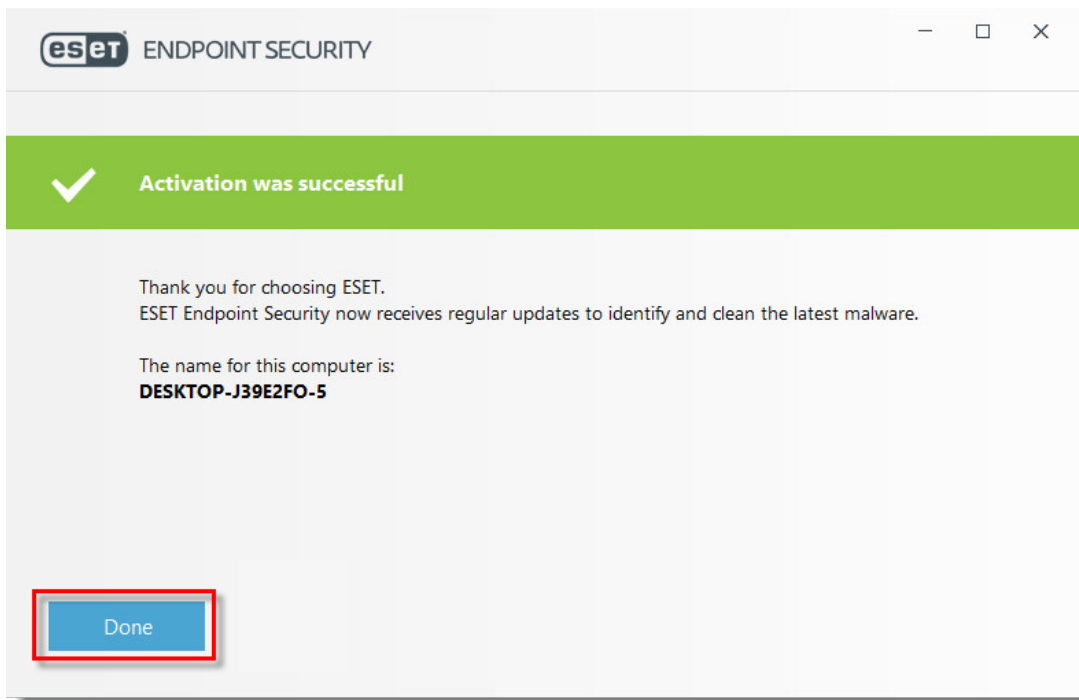 eset ENDPOINT SECURITY
Activation was successful
Thank you for choosing ESET.
ESET Endpoint Security now receives regular updates to identify and clean the latest malware.
The name for this computer is:
DESKTOP-J39E2FO-5
Done